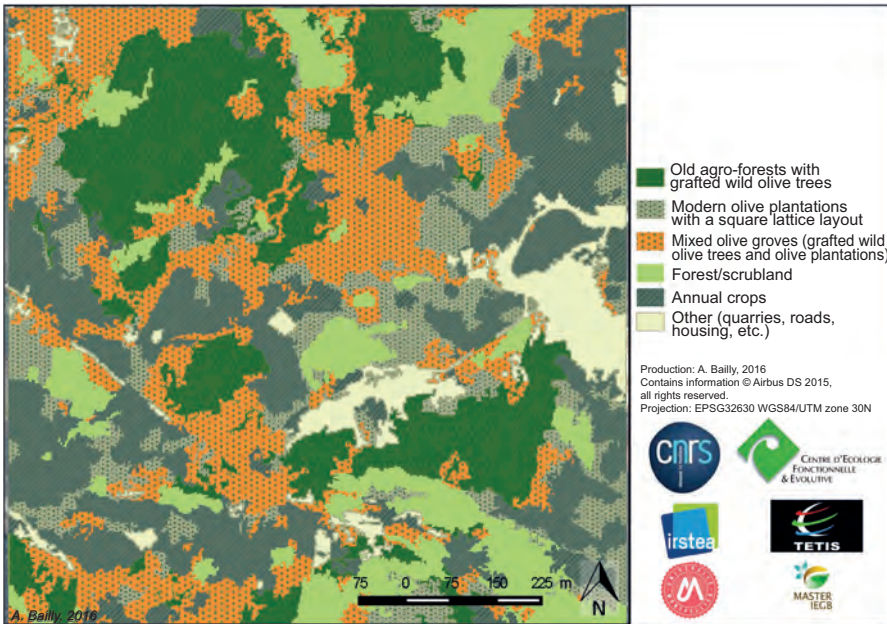 Old agro-forests with
grafted wild olive trees
Modern olive plantations
with a square lattice layout
Mixed olive groves (grafted wild
olive trees and olive plantations)
Forest/scrubland
Annual crops
Other (quarries, roads,
housing, etc.)
Production: A. Bailly, 2016
Contains information © Airbus DS 2015,
all rights reserved.
Projection: EPSG32630 WGS84/UTM zone 30N
cnrs
CENTRE D'ECOLOGIE
FONCTIONNELLE
& EVOLUTIVE
irstea
TETIS
MASTER
IEGB
75 0 75 150 225 m
N
A. Bailly, 2016